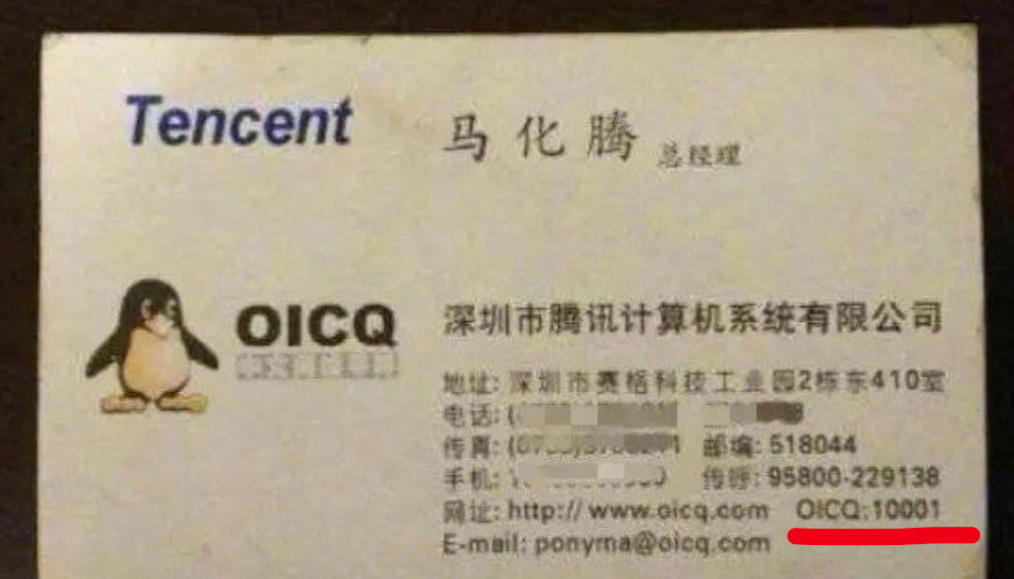 Tencent
马化腾 总经理
OICQ
深圳市腾讯计算机系统有限公司
地址: 深圳市赛格科技工业园2栋东410室
电话:
传真: 邮编: 518044
手机: 传呼: 95800-229138
网址: http:// www.oicq.com OICQ:10001
E-mail: ponyma@oicq.com